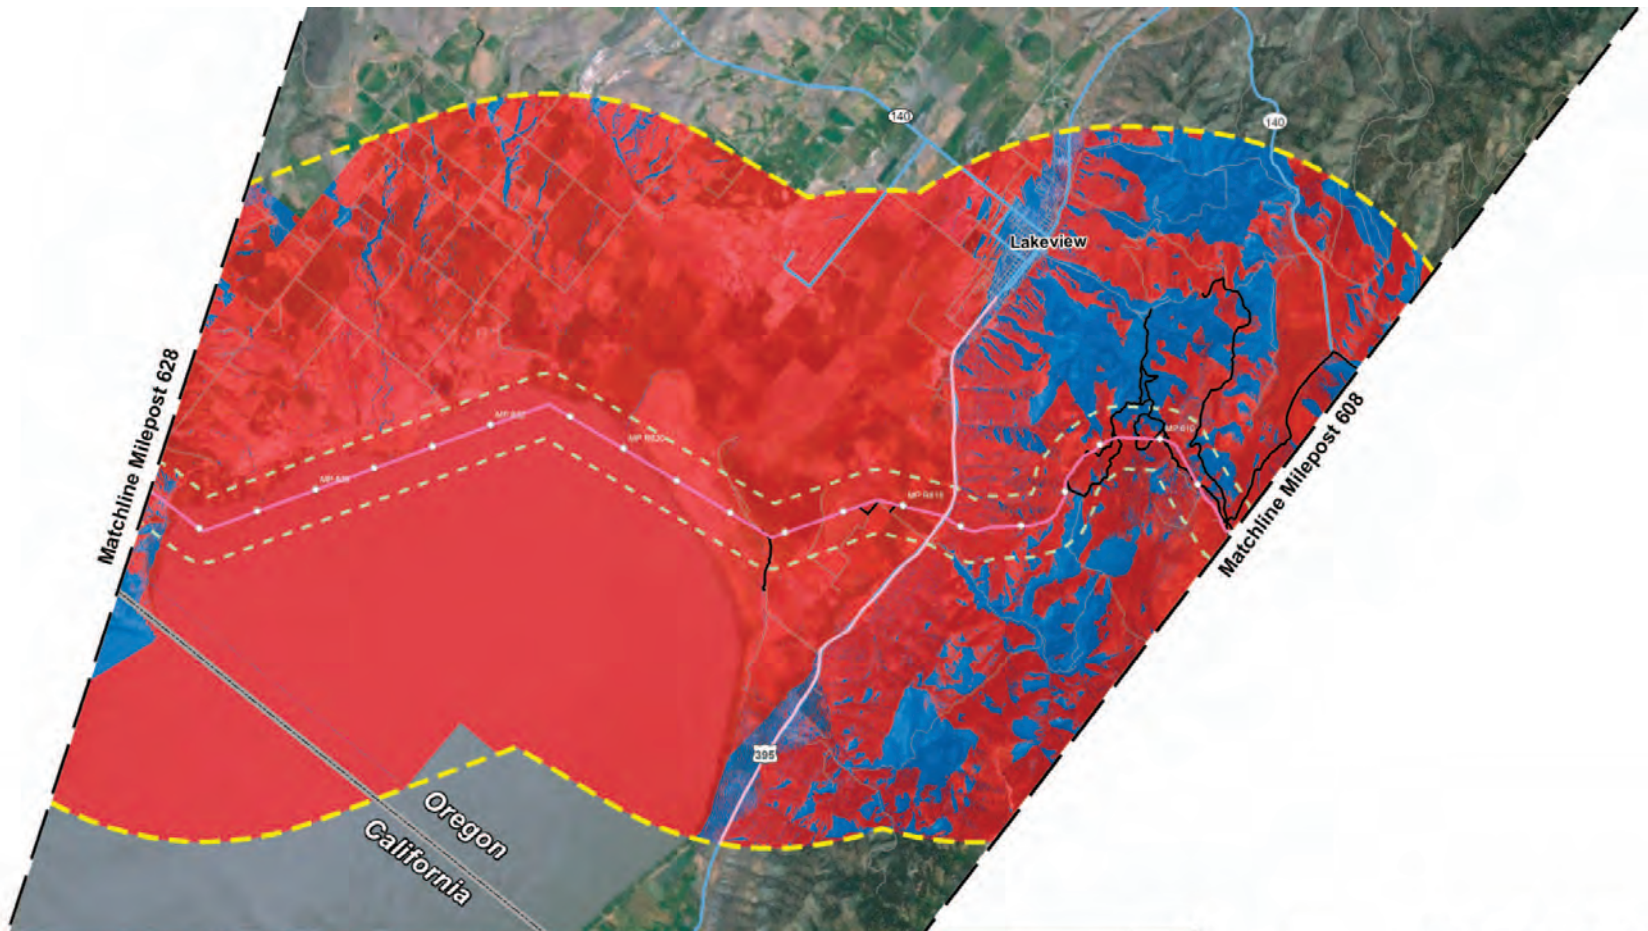 140
140
Lakeview
Matchline Milepost 628
Matchline Milepost 608
395
Oregon
California